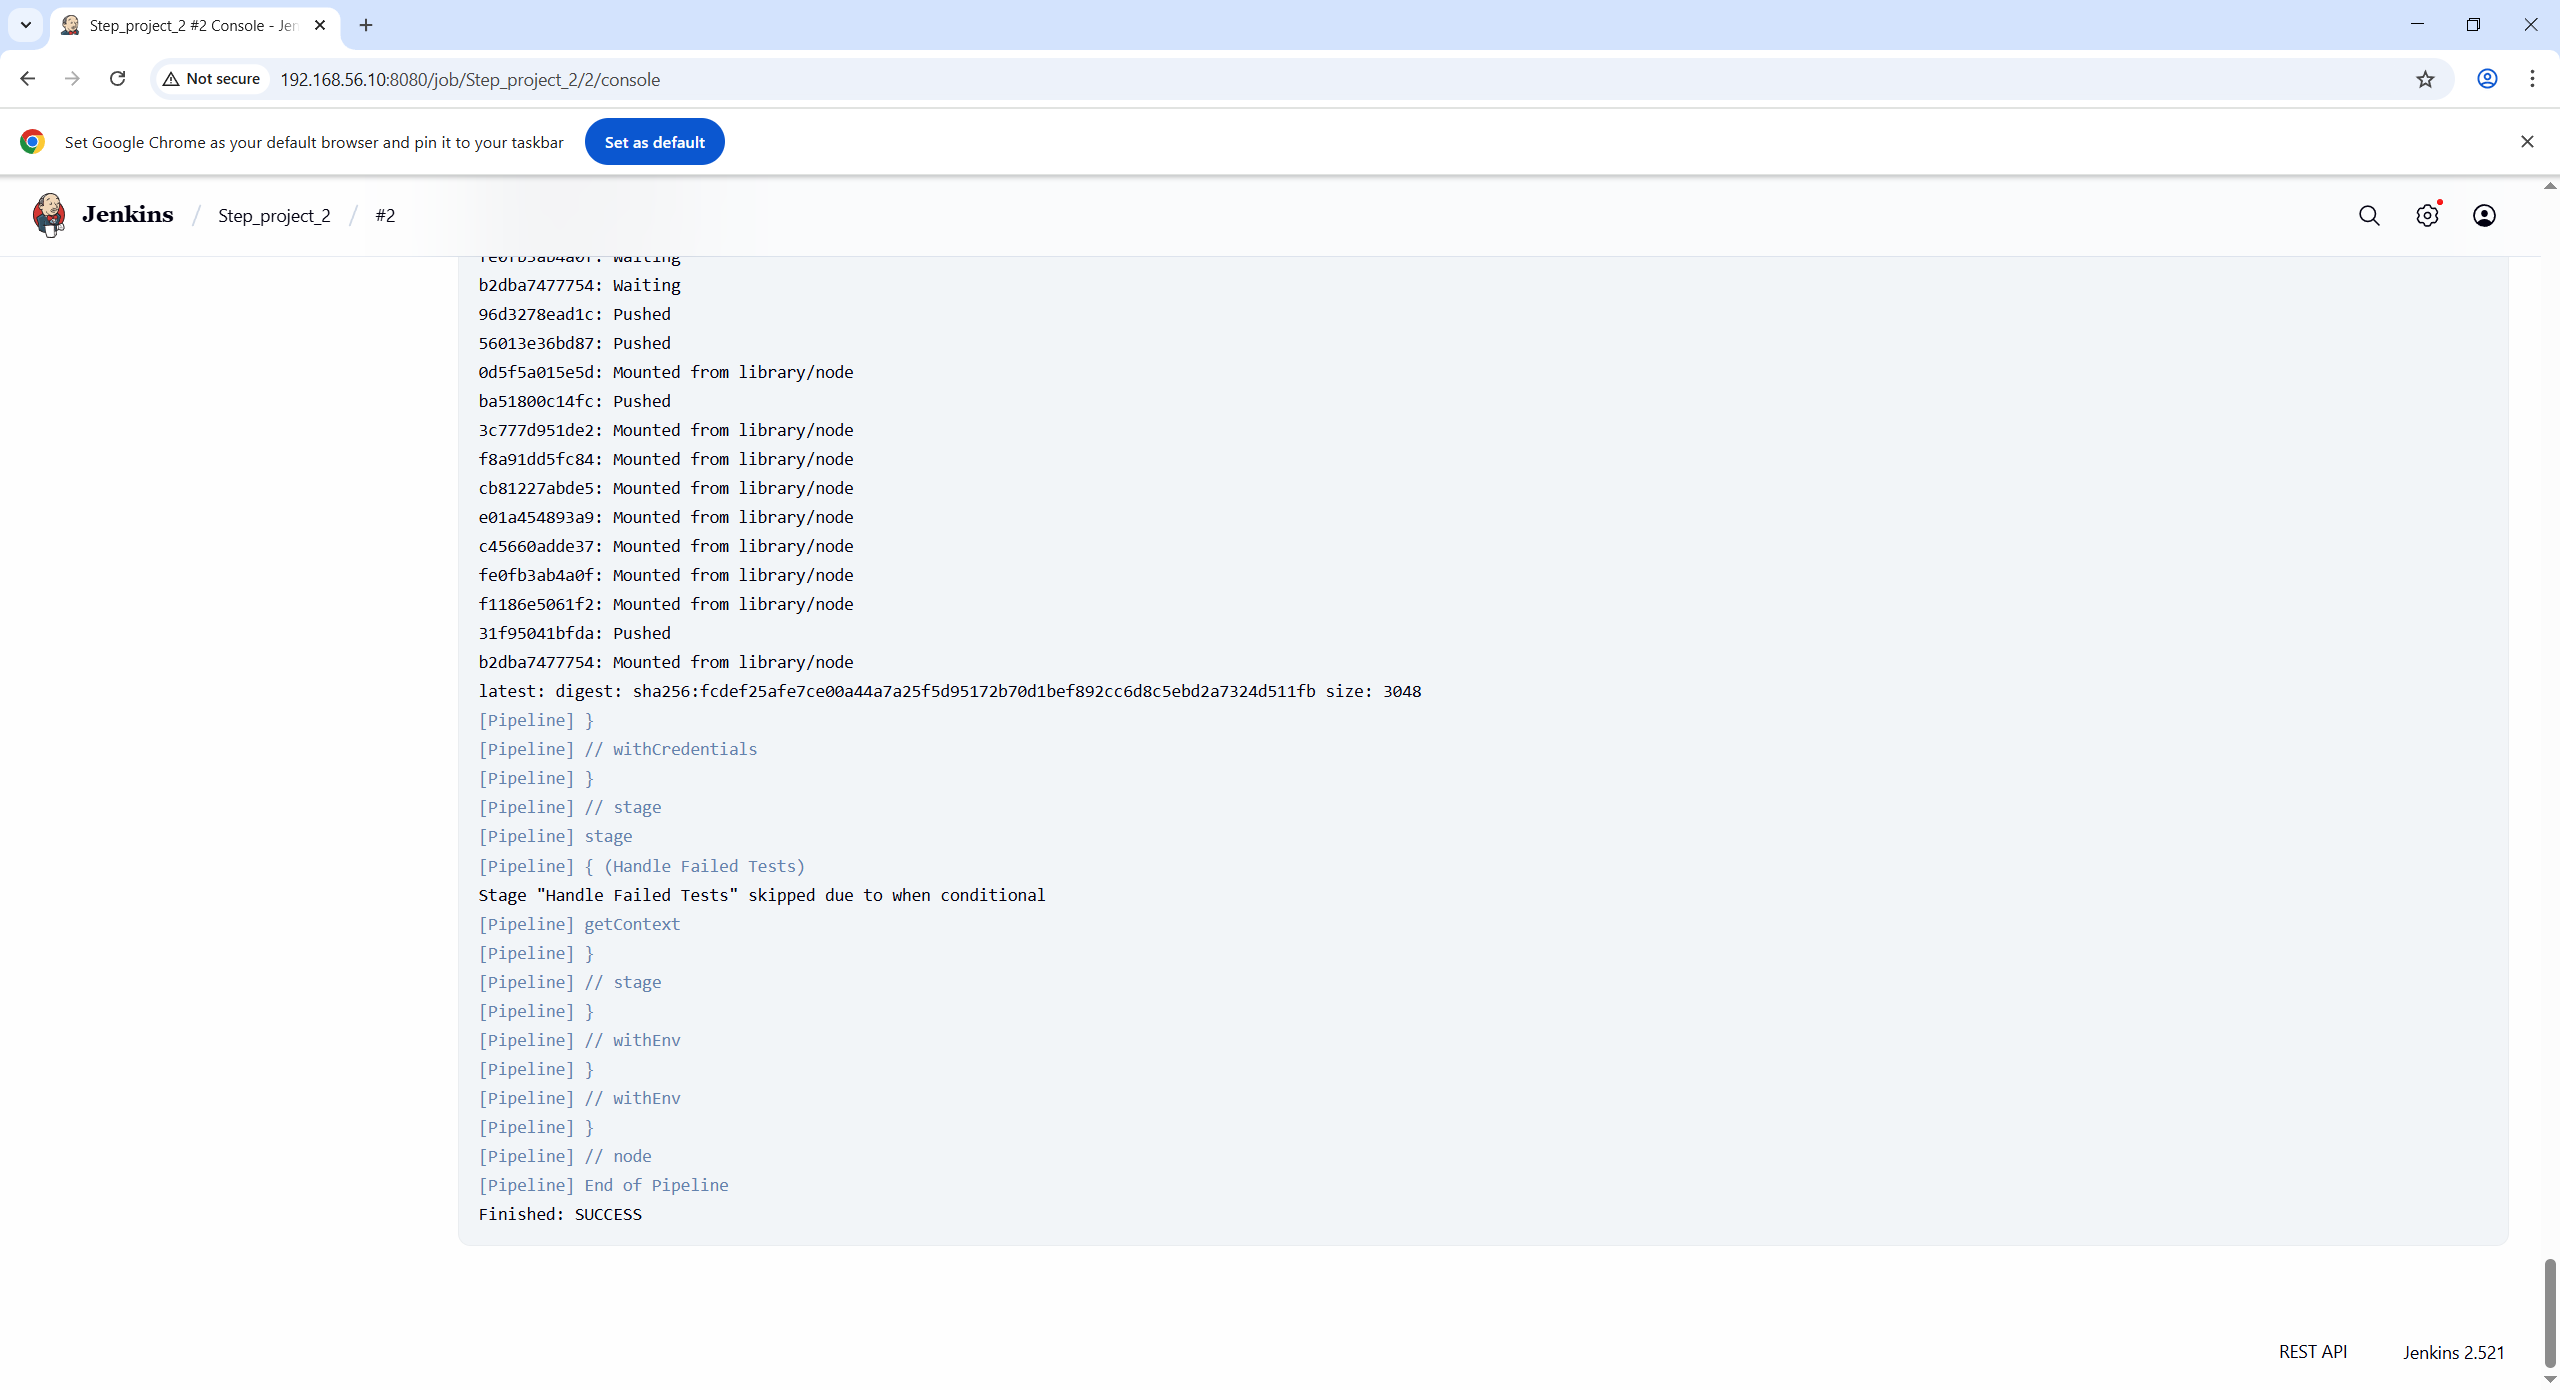 Step_project_2 #2 Console - Jen
Not secure
192.168.56.10:8080/job/Step_project_2/2/console
Set Google Chrome as your default browser and pin it to your taskbar
Set as default
Jenkins / Step_project_2 / #2
fe0fb3ab4a0f: Waiting
b2dba7477754: Waiting
96d3278ead1c: Pushed
56013e36bd87: Pushed
0d5f5a015e5d: Mounted from library/node
ba51800c14fc: Pushed
3c777d951de2: Mounted from library/node
f8a91dd5fc84: Mounted from library/node
cb81227abde5: Mounted from library/node
e01a454893a9: Mounted from library/node
c45660adde37: Mounted from library/node
fe0fb3ab4a0f: Mounted from library/node
f1186e5061f2: Mounted from library/node
31f95041bfda: Pushed
b2dba7477754: Mounted from library/node
latest: digest: sha256:fcdef25afe7ce00a44a7a25f5d95172b70d1bef892cc6d8c5ebd2a7324d511fb size: 3048
[Pipeline] }
[Pipeline] // withCredentials
[Pipeline] }
[Pipeline] // stage
[Pipeline] stage
[Pipeline] { (Handle Failed Tests)
Stage "Handle Failed Tests" skipped due to when conditional
[Pipeline] getContext
[Pipeline] }
[Pipeline] // stage
[Pipeline] }
[Pipeline] // withEnv
[Pipeline] }
[Pipeline] // withEnv
[Pipeline] }
[Pipeline] // node
[Pipeline] End of Pipeline
Finished: SUCCESS
REST API
Jenkins 2.521